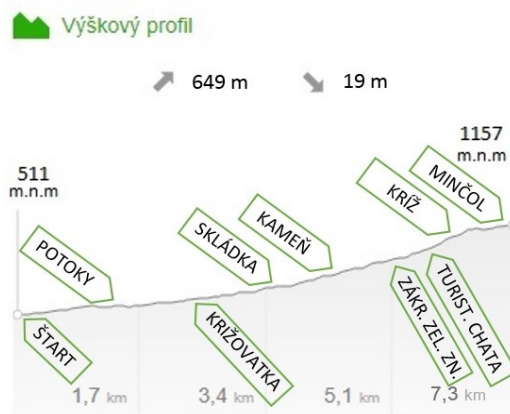 Výškový profil
649 m
19 m
1157
m.n.m
511
m.n.m
POTOKY
SKLÁDKA
KAMEŇ
KRÍŽ
MINČOL
ŠTART
KRIŽOVATKA
ZÁKR. ZEL. ZN.
TURIST. CHATA
1,7 km
3,4 km
5,1 km
7,3 km